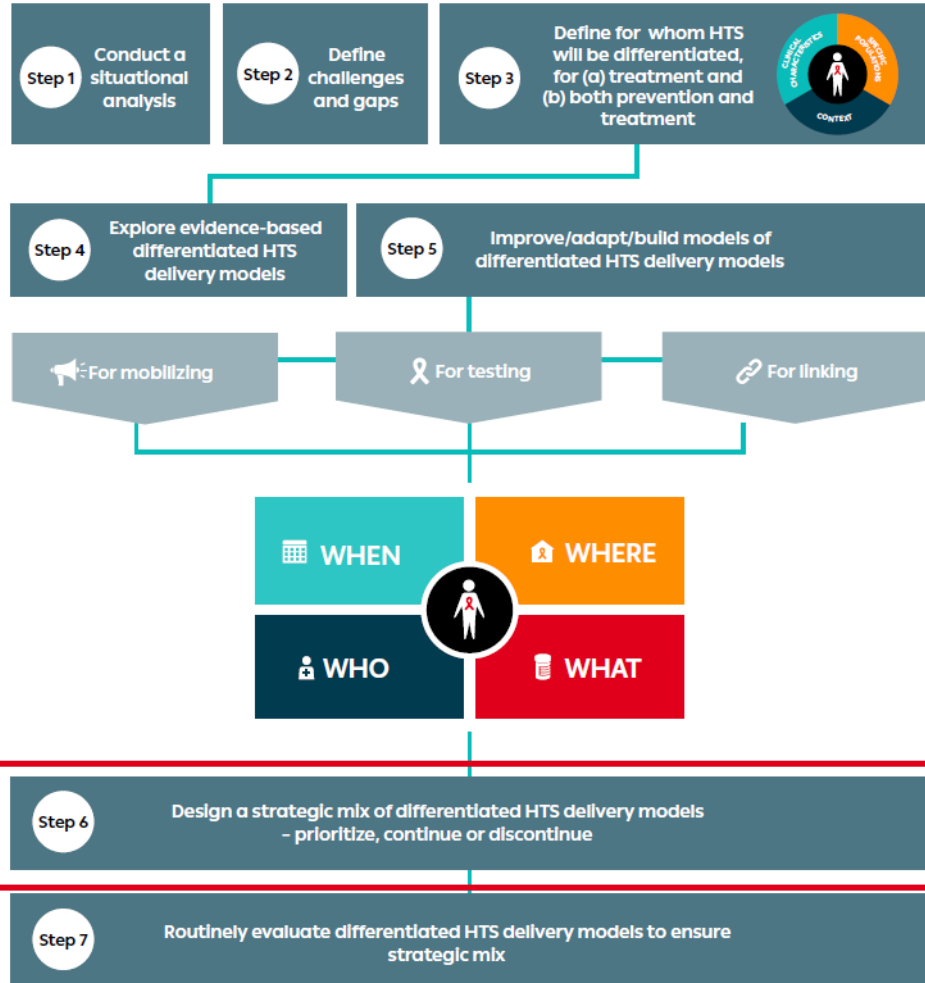 Step 1
Conduct a
situational
analysis
Step 2
Define
challenges
and gaps
Step 3
Define for whom HTS
will be differentiated,
for (a) treatment and
(b) both prevention and
treatment
CLINICAL
CHARACTERISTICS
SPECIFIC
POPULATIONS
CONTEXT
Step 4
Explore evidence-based
differentiated HTS
delivery models
Step 5
Improve/adapt/build models of
differentiated HTS delivery models
For mobilizing
For testing
For linking
WHEN
WHERE
WHO
WHAT
Step 6
Design a strategic mix of differentiated HTS delivery models
– prioritize, continue or discontinue
Step 7
Routinely evaluate differentiated HTS delivery models to ensure
strategic mix